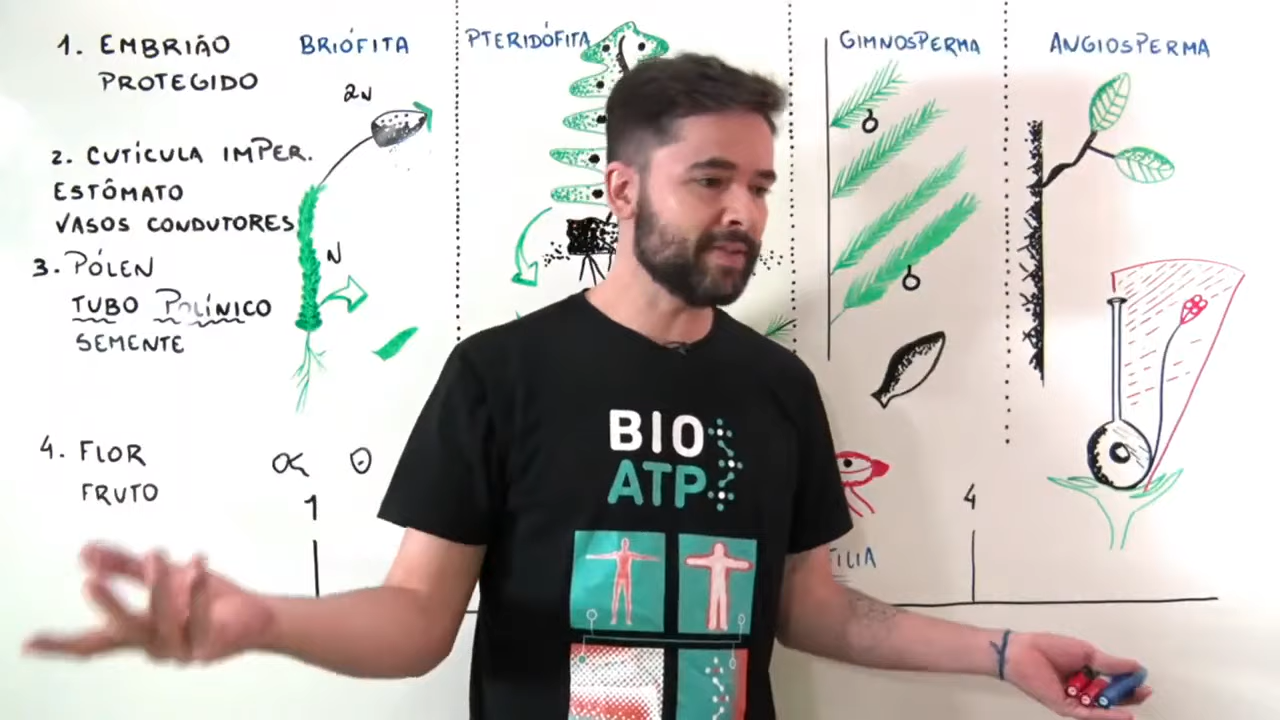 1. EMBRIÃO
PROTEGIDO
2. CUTÍCULA IMPER.
ESTÔMATO
VASOS CONDUTORES
3. PÓLEN
TUBO POLÍNICO
SEMENTE
4. FLOR
FRUTO
BRIÓFITA
2N
N
1
PTERIDÓFITA
GIMNOSPERMA
ANGIOSPERMA
4
BIO
ATP